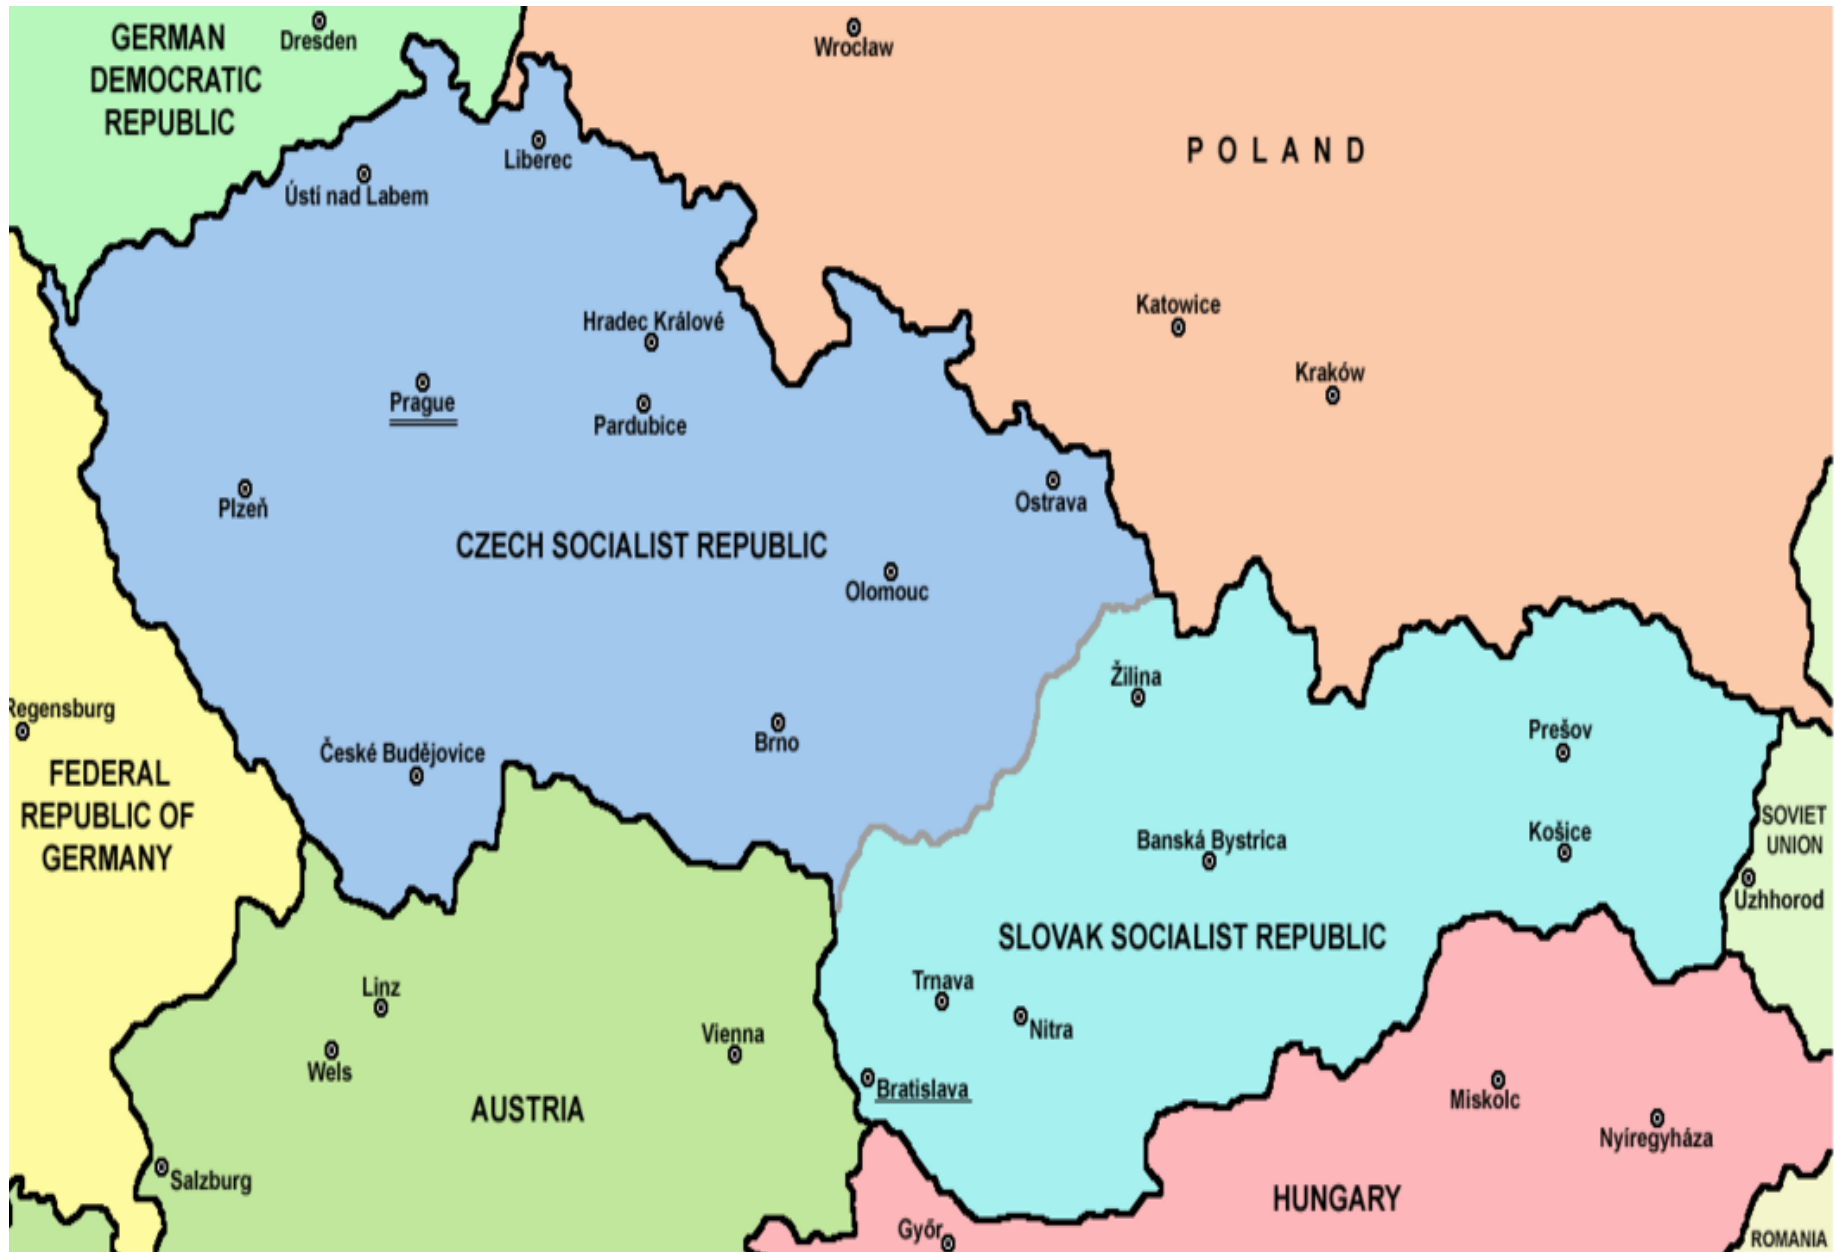 GERMAN
DEMOCRATIC
REPUBLIC
Dresden
Wrocław
POLAND
Liberec
Ústí nad Labem
Hradec Králové
Katowice
Kraków
Prague
Pardubice
Plzeň
Ostrava
CZECH SOCIALIST REPUBLIC
Olomouc
Žilina
Regensburg
Prešov
České Budějovice
Brno
FEDERAL
REPUBLIC OF
GERMANY
SOVIET
UNION
Banská Bystrica
Košice
Uzhhorod
SLOVAK SOCIALIST REPUBLIC
Linz
Trnava
Nitra
Vienna
Wels
Bratislava
AUSTRIA
Miskolc
Nyíregyháza
Salzburg
HUNGARY
Győr
ROMANIA